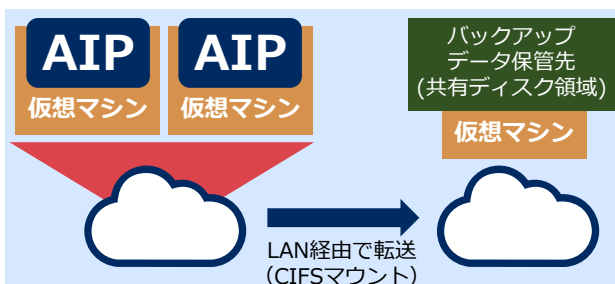 AIP
仮想マシン
AIP
仮想マシン
バックアップ
データ保管先
(共有ディスク領域)
仮想マシン
LAN経由で転送
（CIFSマウント）